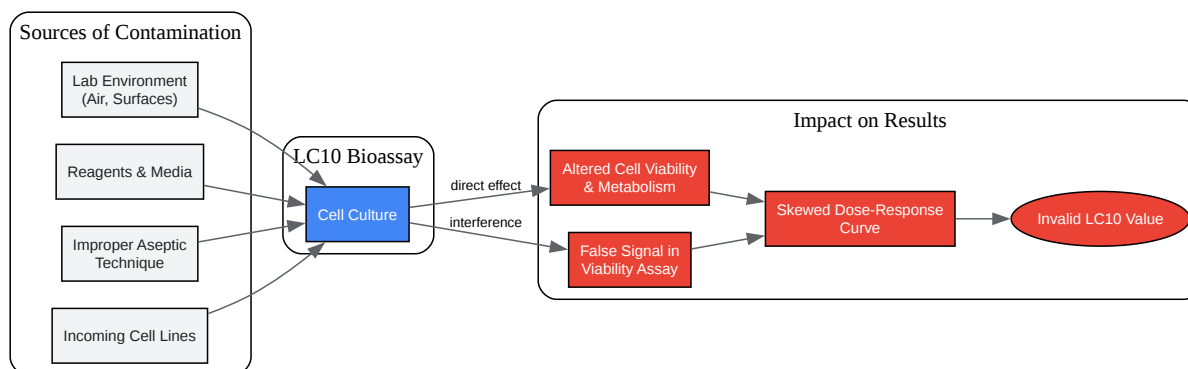 Sources of Contamination
Lab Environment
(Air, Surfaces)
Reagents & Media
Improper Aseptic
Technique
Incoming Cell Lines
LC10 Bioassay
Cell Culture
direct effect
interference
Impact on Results
Altered Cell Viability
& Metabolism
False Signal in
Viability Assay
Skewed Dose-Response
Curve
Invalid LC10 Value